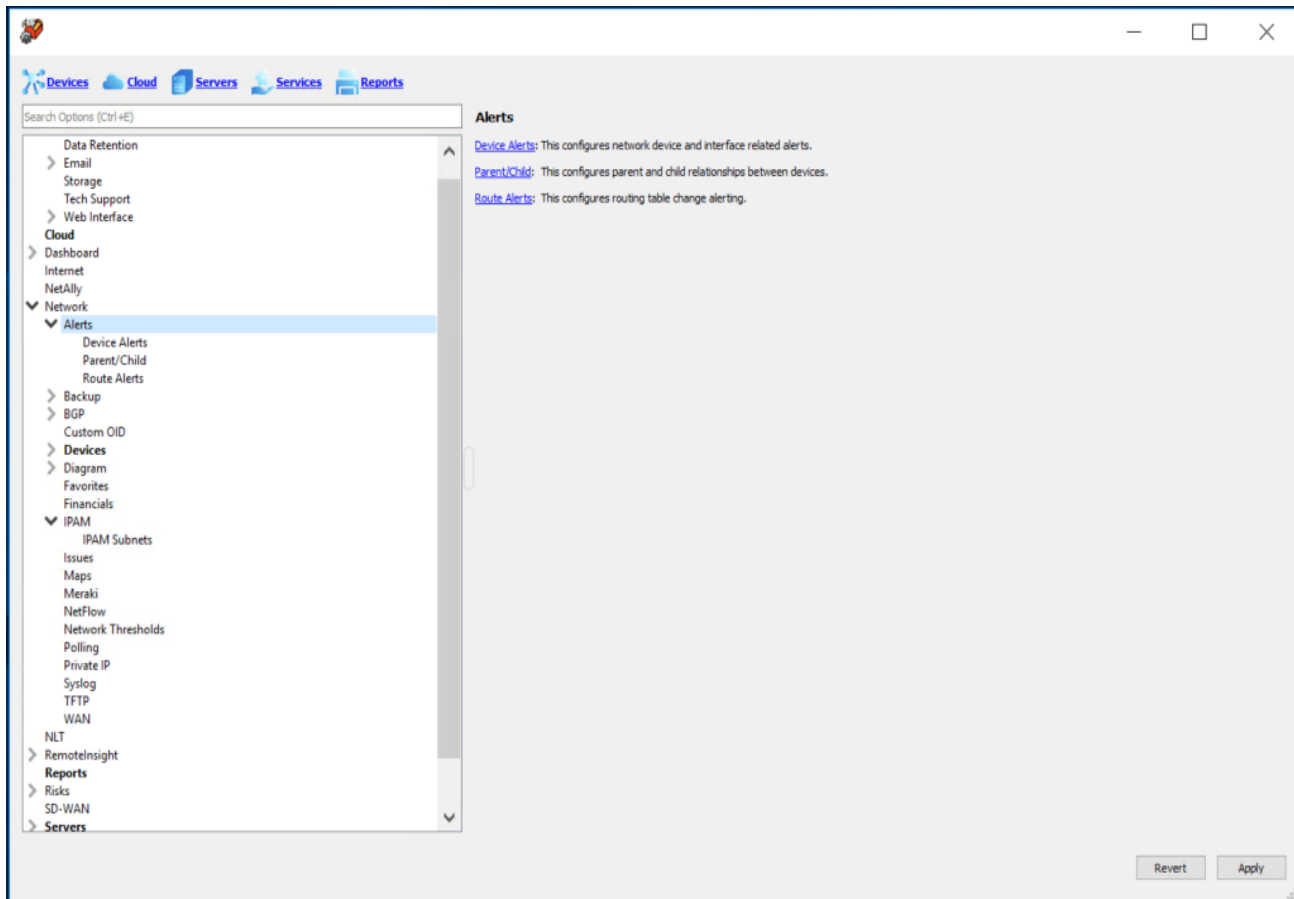 Devices Cloud Servers Services Reports
Search Options (Ctrl+E)
Data Retention
Email
Storage
Tech Support
Web Interface
Cloud
Dashboard
Internet
NetAlly
Network
Alerts
Device Alerts
Parent/Child
Route Alerts
Backup
BGP
Custom OID
Devices
Diagram
Favorites
Financials
IPAM
IPAM Subnets
Issues
Maps
Meraki
NetFlow
Network Thresholds
Polling
Private IP
Syslog
TFTP
WAN
NLT
RemoteInsight
Reports
Risks
SD-WAN
Servers
Alerts
Device Alerts: This configures network device and interface related alerts.
Parent/Child: This configures parent and child relationships between devices.
Route Alerts: This configures routing table change alerting.
Revert Apply